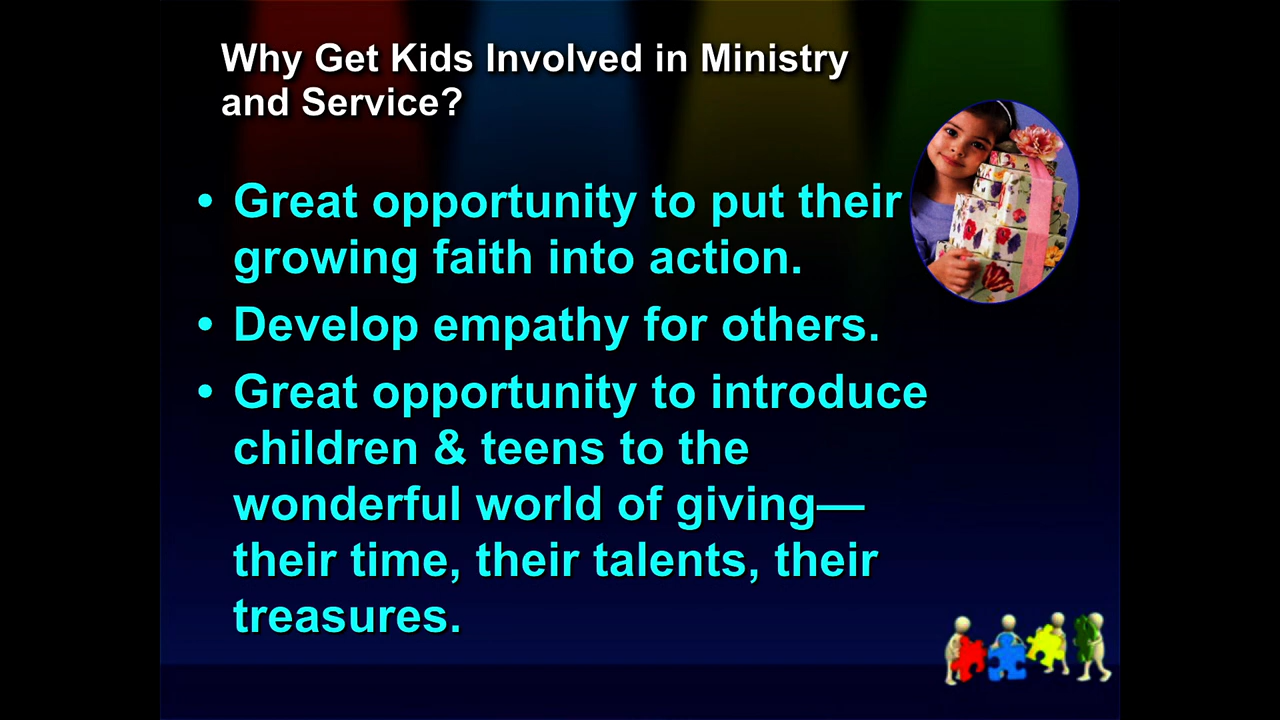 Why Get Kids Involved in Ministry
and Service?
• Great opportunity to put their
growing faith into action.
• Develop empathy for others.
• Great opportunity to introduce
children & teens to the
wonderful world of giving—
their time, their talents, their
treasures.